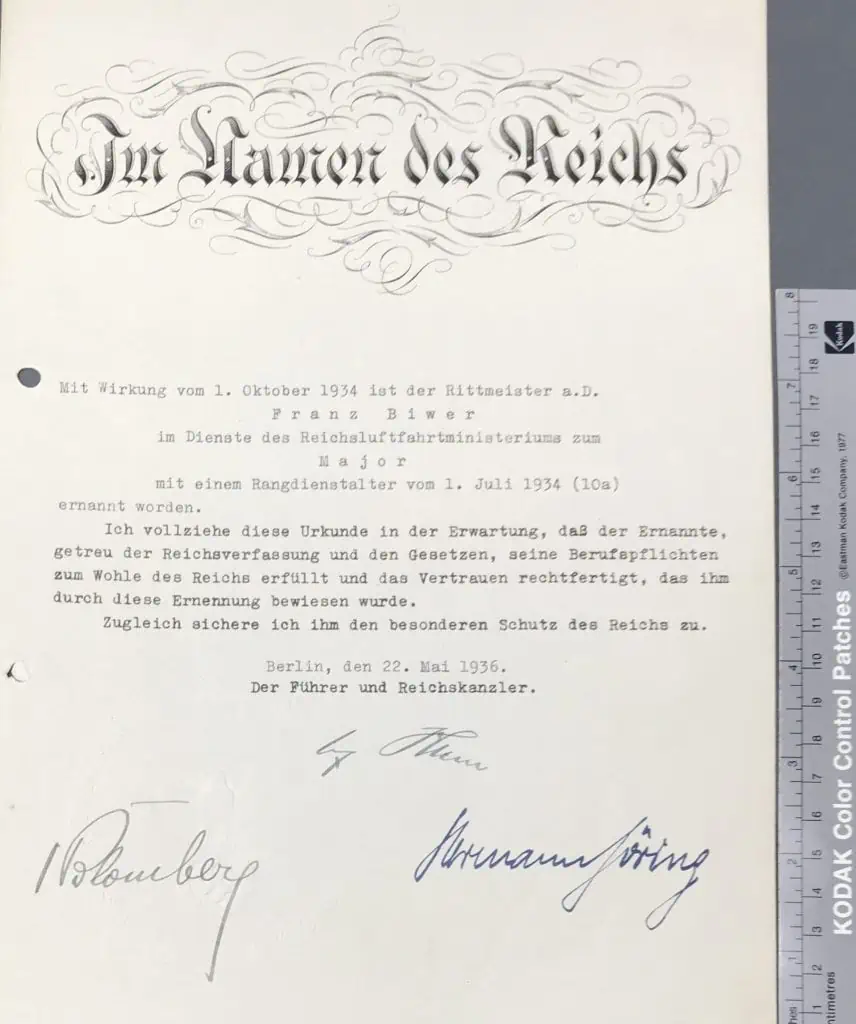 Im Namen des Reichs
Mit Wirkung vom 1. Oktober 1934 ist der Rittmeister a.D.
Franz Biwer
im Dienste des Reichsluftfahrtministeriums zum
Major
mit einem Rangdienstalter vom 1. Juli 1934 (10a)
ernannt worden.
Ich vollziehe diese Urkunde in der Erwartung, daß der Ernannte,
getreu der Reichsverfassung und den Gesetzen, seine Berufspflichten
zum Wohle des Reichs erfüllt und das Vertrauen rechtfertigt, das ihm
durch diese Ernennung bewiesen wurde.
Zugleich sichere ich ihm den besonderen Schutz des Reichs zu.
Berlin, den 22. Mai 1936.
Der Führer und Reichskanzler.
Blomberg
Hermann Göring
8
7
6
5
4
3
2
1
19
18
17
16
15
14
13
12
11
10
9
8
7
6
5
4
3
2
1
Kodak
©Eastman Kodak Company, 1977
KODAK Color Control Patches